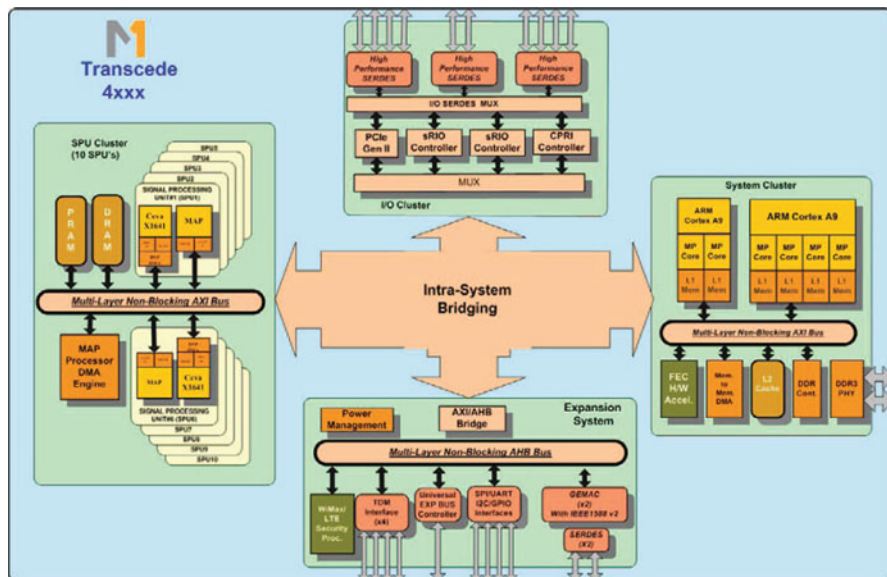 Transcede
4xxx
High
Performance
SERDES
High
Performance
SERDES
High
Performance
SERDES
I/O SERDES MUX
PCIe
Gen II
sRIO
Controller
sRIO
Controller
CPRI
Controller
MUX
I/O Cluster
SPU Cluster
(10 SPU's)
SPU5
SPU4
SPU3
SPU2
SIGNAL PROCESSING
UNIT#1 (SPU1)
PRAM
DRAM
Ceva
X1641
MAP
Multi-Layer Non-Blocking AXI Bus
MAP
Processor
DMA
Engine
MAP
Ceva
X1641
SIGNAL PROCESSING
UNIT#6 (SPU6)
SPU7
SPU8
SPU9
SPU10
Intra-System
Bridging
System Cluster
ARM
Cortex A9
ARM Cortex A9
MP
Core
MP
Core
MP
Core
MP
Core
MP
Core
MP
Core
L1
Mem
L1
Mem
L1
Mem
L1
Mem
L1
Mem
L1
Mem
Multi-Layer Non-Blocking AXI Bus
FEC
H/W
Accel.
Mem.
to
Mem.
DMA
L2
Cache
DDR
Cont.
DDR3
PHY
Power
Management
AXI/AHB
Bridge
Expansion
System
Multi-Layer Non-Blocking AHB Bus
WiMax/
LTE
Security
Proc.
TDM
Interface
(x4)
Universal
EXP BUS
Controller
SPI/UART
I2C/GPIO
Interfaces
GEMAC
(x2)
With IEEE1588 v2
SERDES
(X2)